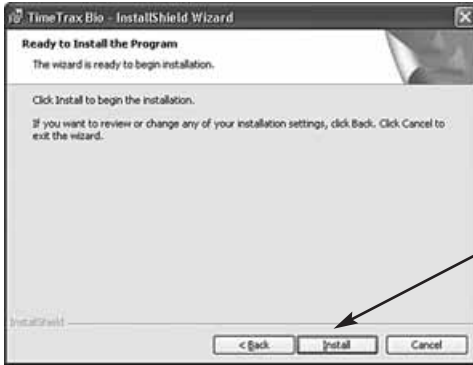 TimeTrax Bio - InstallShield Wizard
Ready to Install the Program
The wizard is ready to begin installation.
Click Install to begin the installation.
If you want to review or change any of your installation settings, click Back. Click Cancel to
exit the wizard.
InstallShield
< Back
Install
Cancel